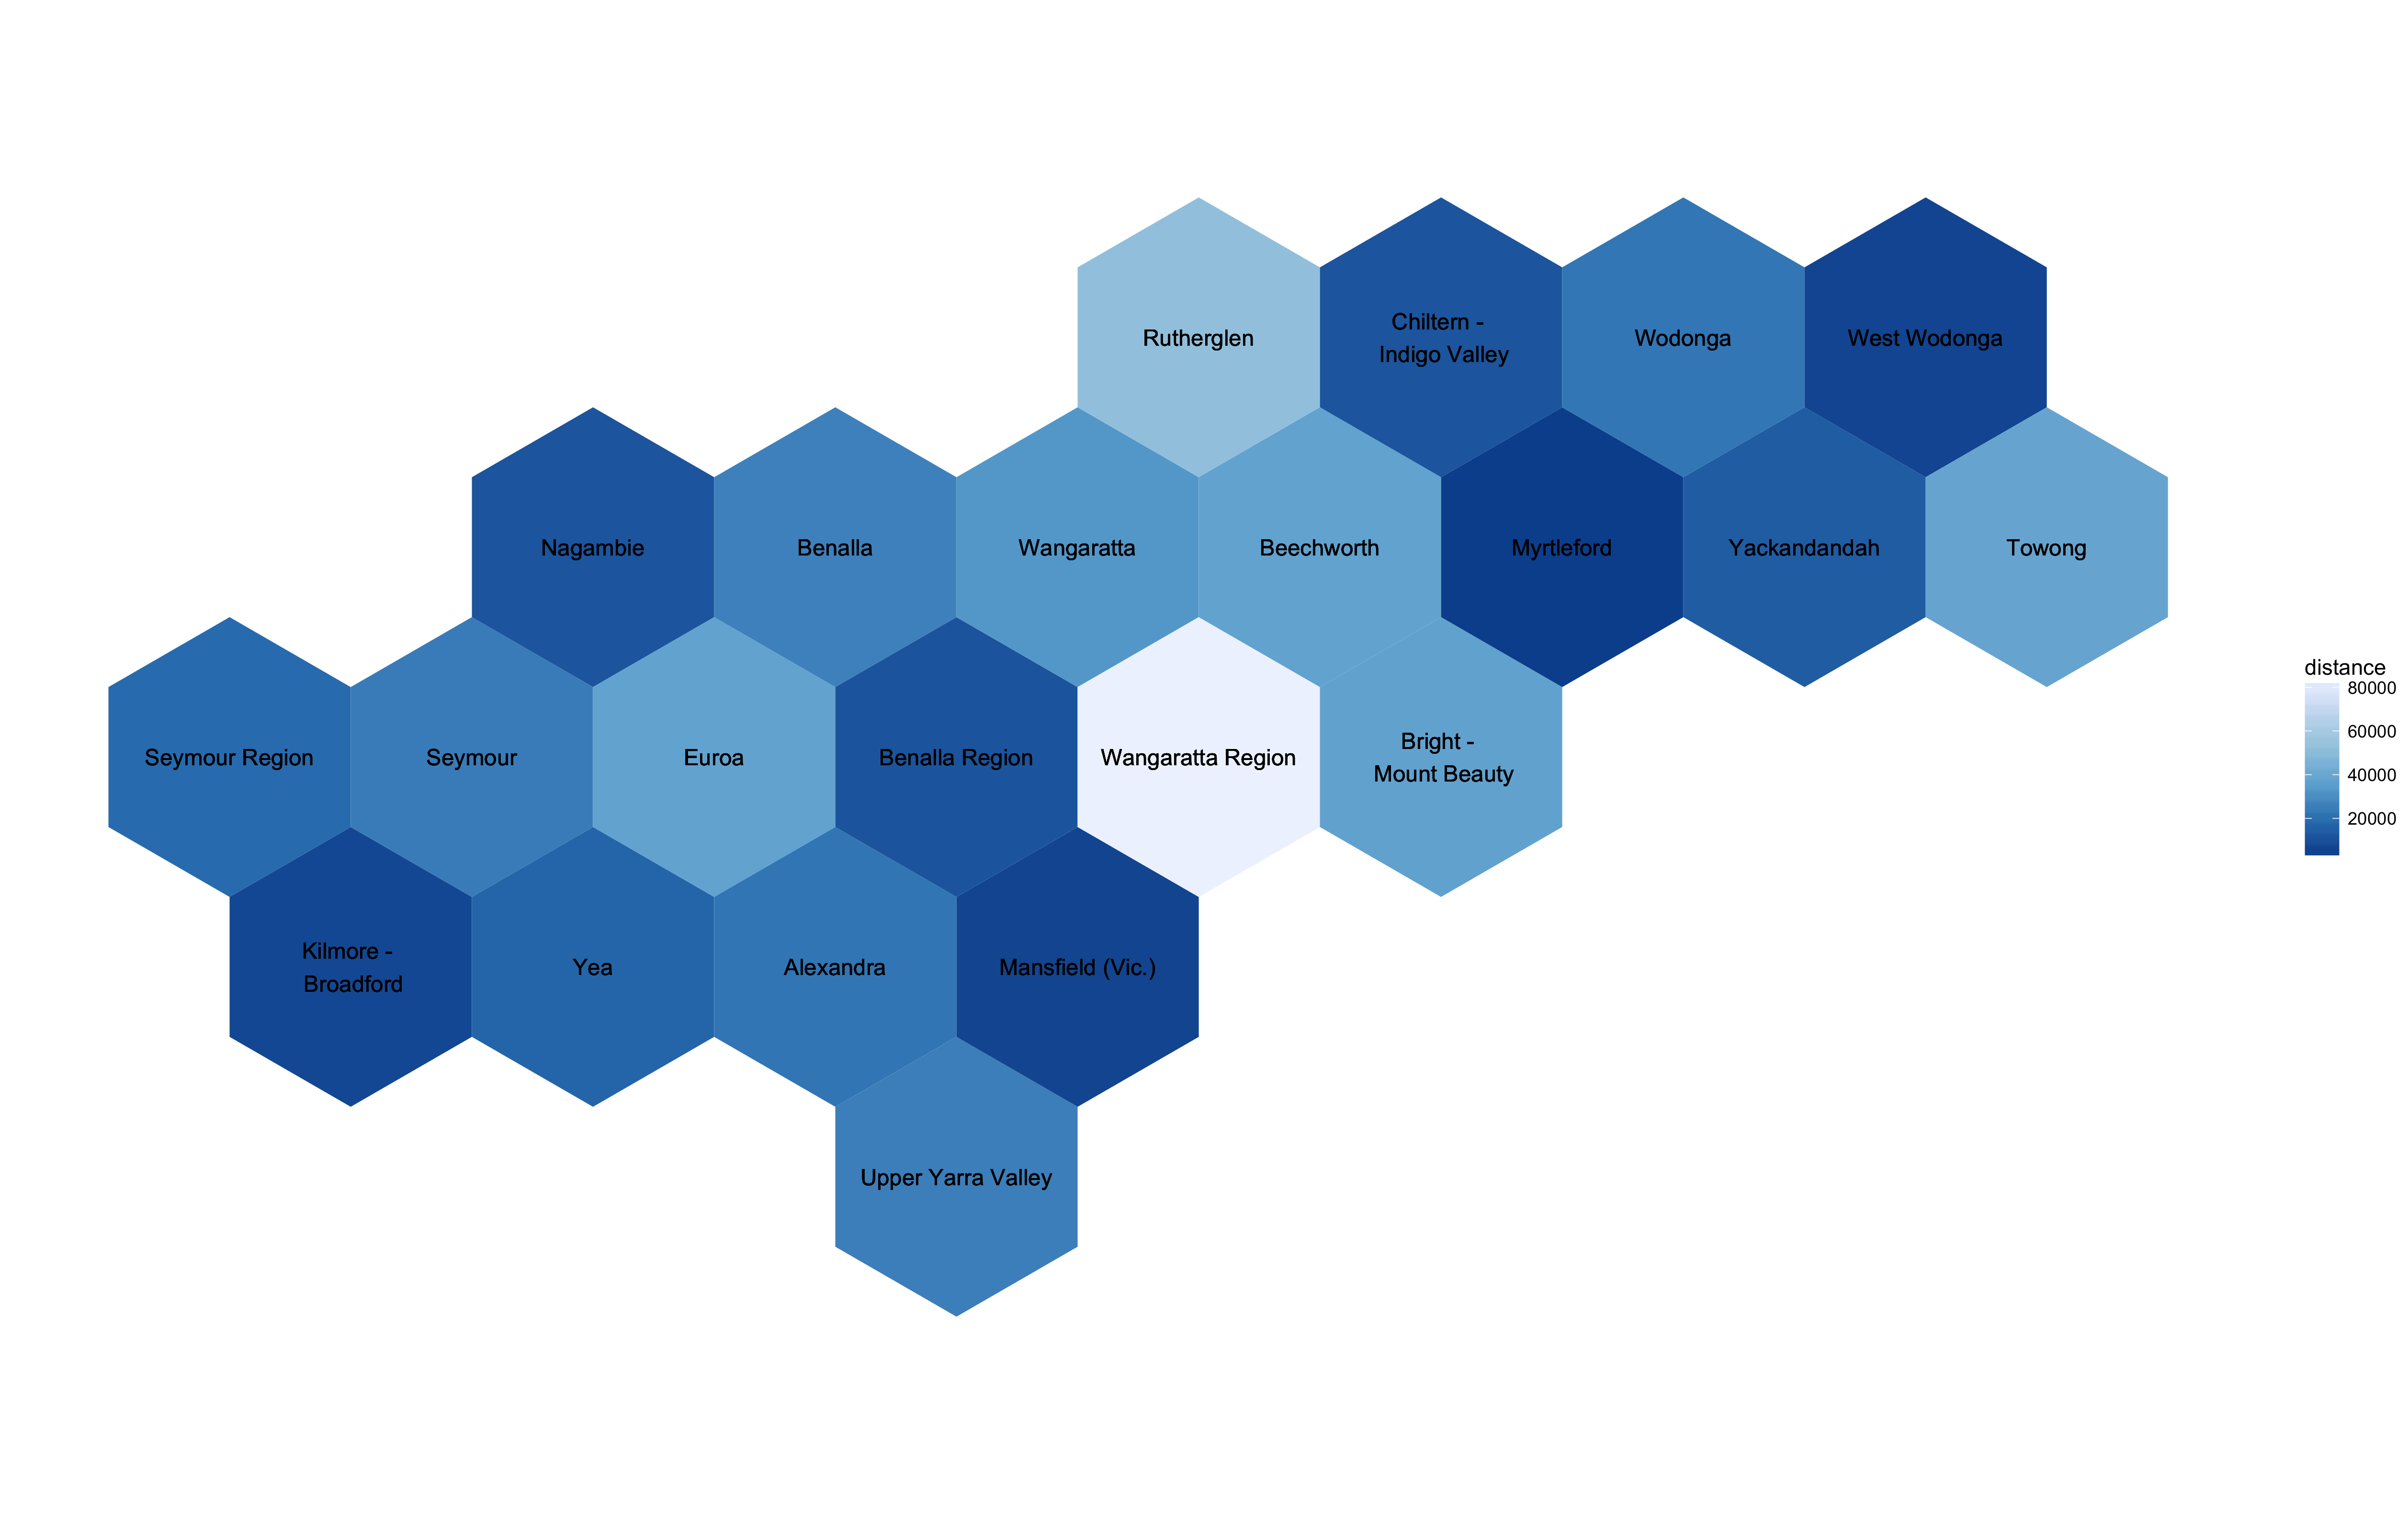 Rutherglen
Chiltern -
Indigo Valley
Wodonga
West Wodonga
Nagambie
Benalla
Wangaratta
Beechworth
Myrtleford
Yackandandah
Towong
Seymour Region
Seymour
Euroa
Benalla Region
Wangaratta Region
Bright -
Mount Beauty
Kilmore -
Broadford
Yea
Alexandra
Mansfield (Vic.)
Upper Yarra Valley
distance
80000
60000
40000
20000